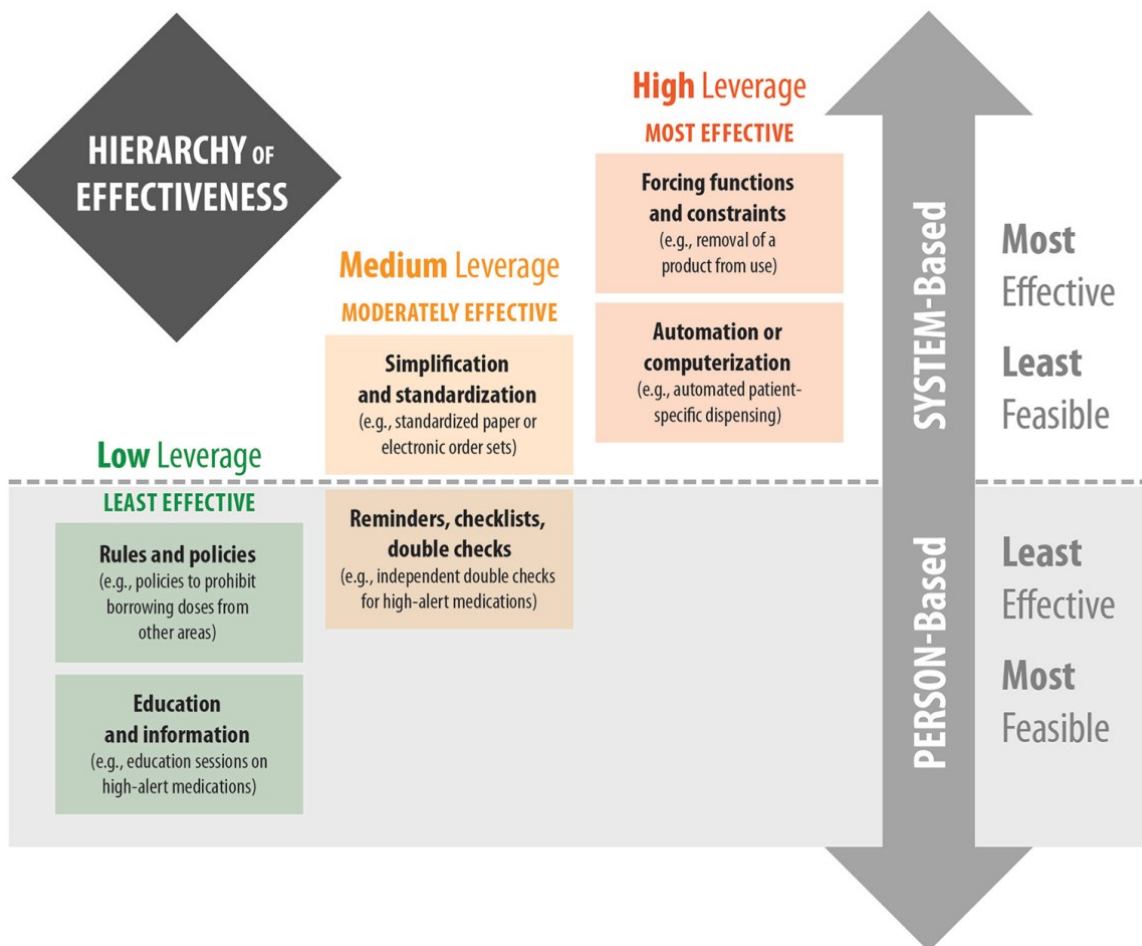 HIERARCHY OF
EFFECTIVENESS
High Leverage
MOST EFFECTIVE
Forcing functions
and constraints
(e.g., removal of a
product from use)
Automation or
computerization
(e.g., automated patient-
specific dispensing)
Medium Leverage
MODERATELY EFFECTIVE
Simplification
and standardization
(e.g., standardized paper or
electronic order sets)
Reminders, checklists,
double checks
(e.g., independent double checks
for high-alert medications)
Low Leverage
LEAST EFFECTIVE
Rules and policies
(e.g., policies to prohibit
borrowing doses from
other areas)
Education
and information
(e.g., education sessions on
high-alert medications)
SYSTEM-Based
PERSON-Based
Most
Effective
Least
Feasible
Least
Effective
Most
Feasible